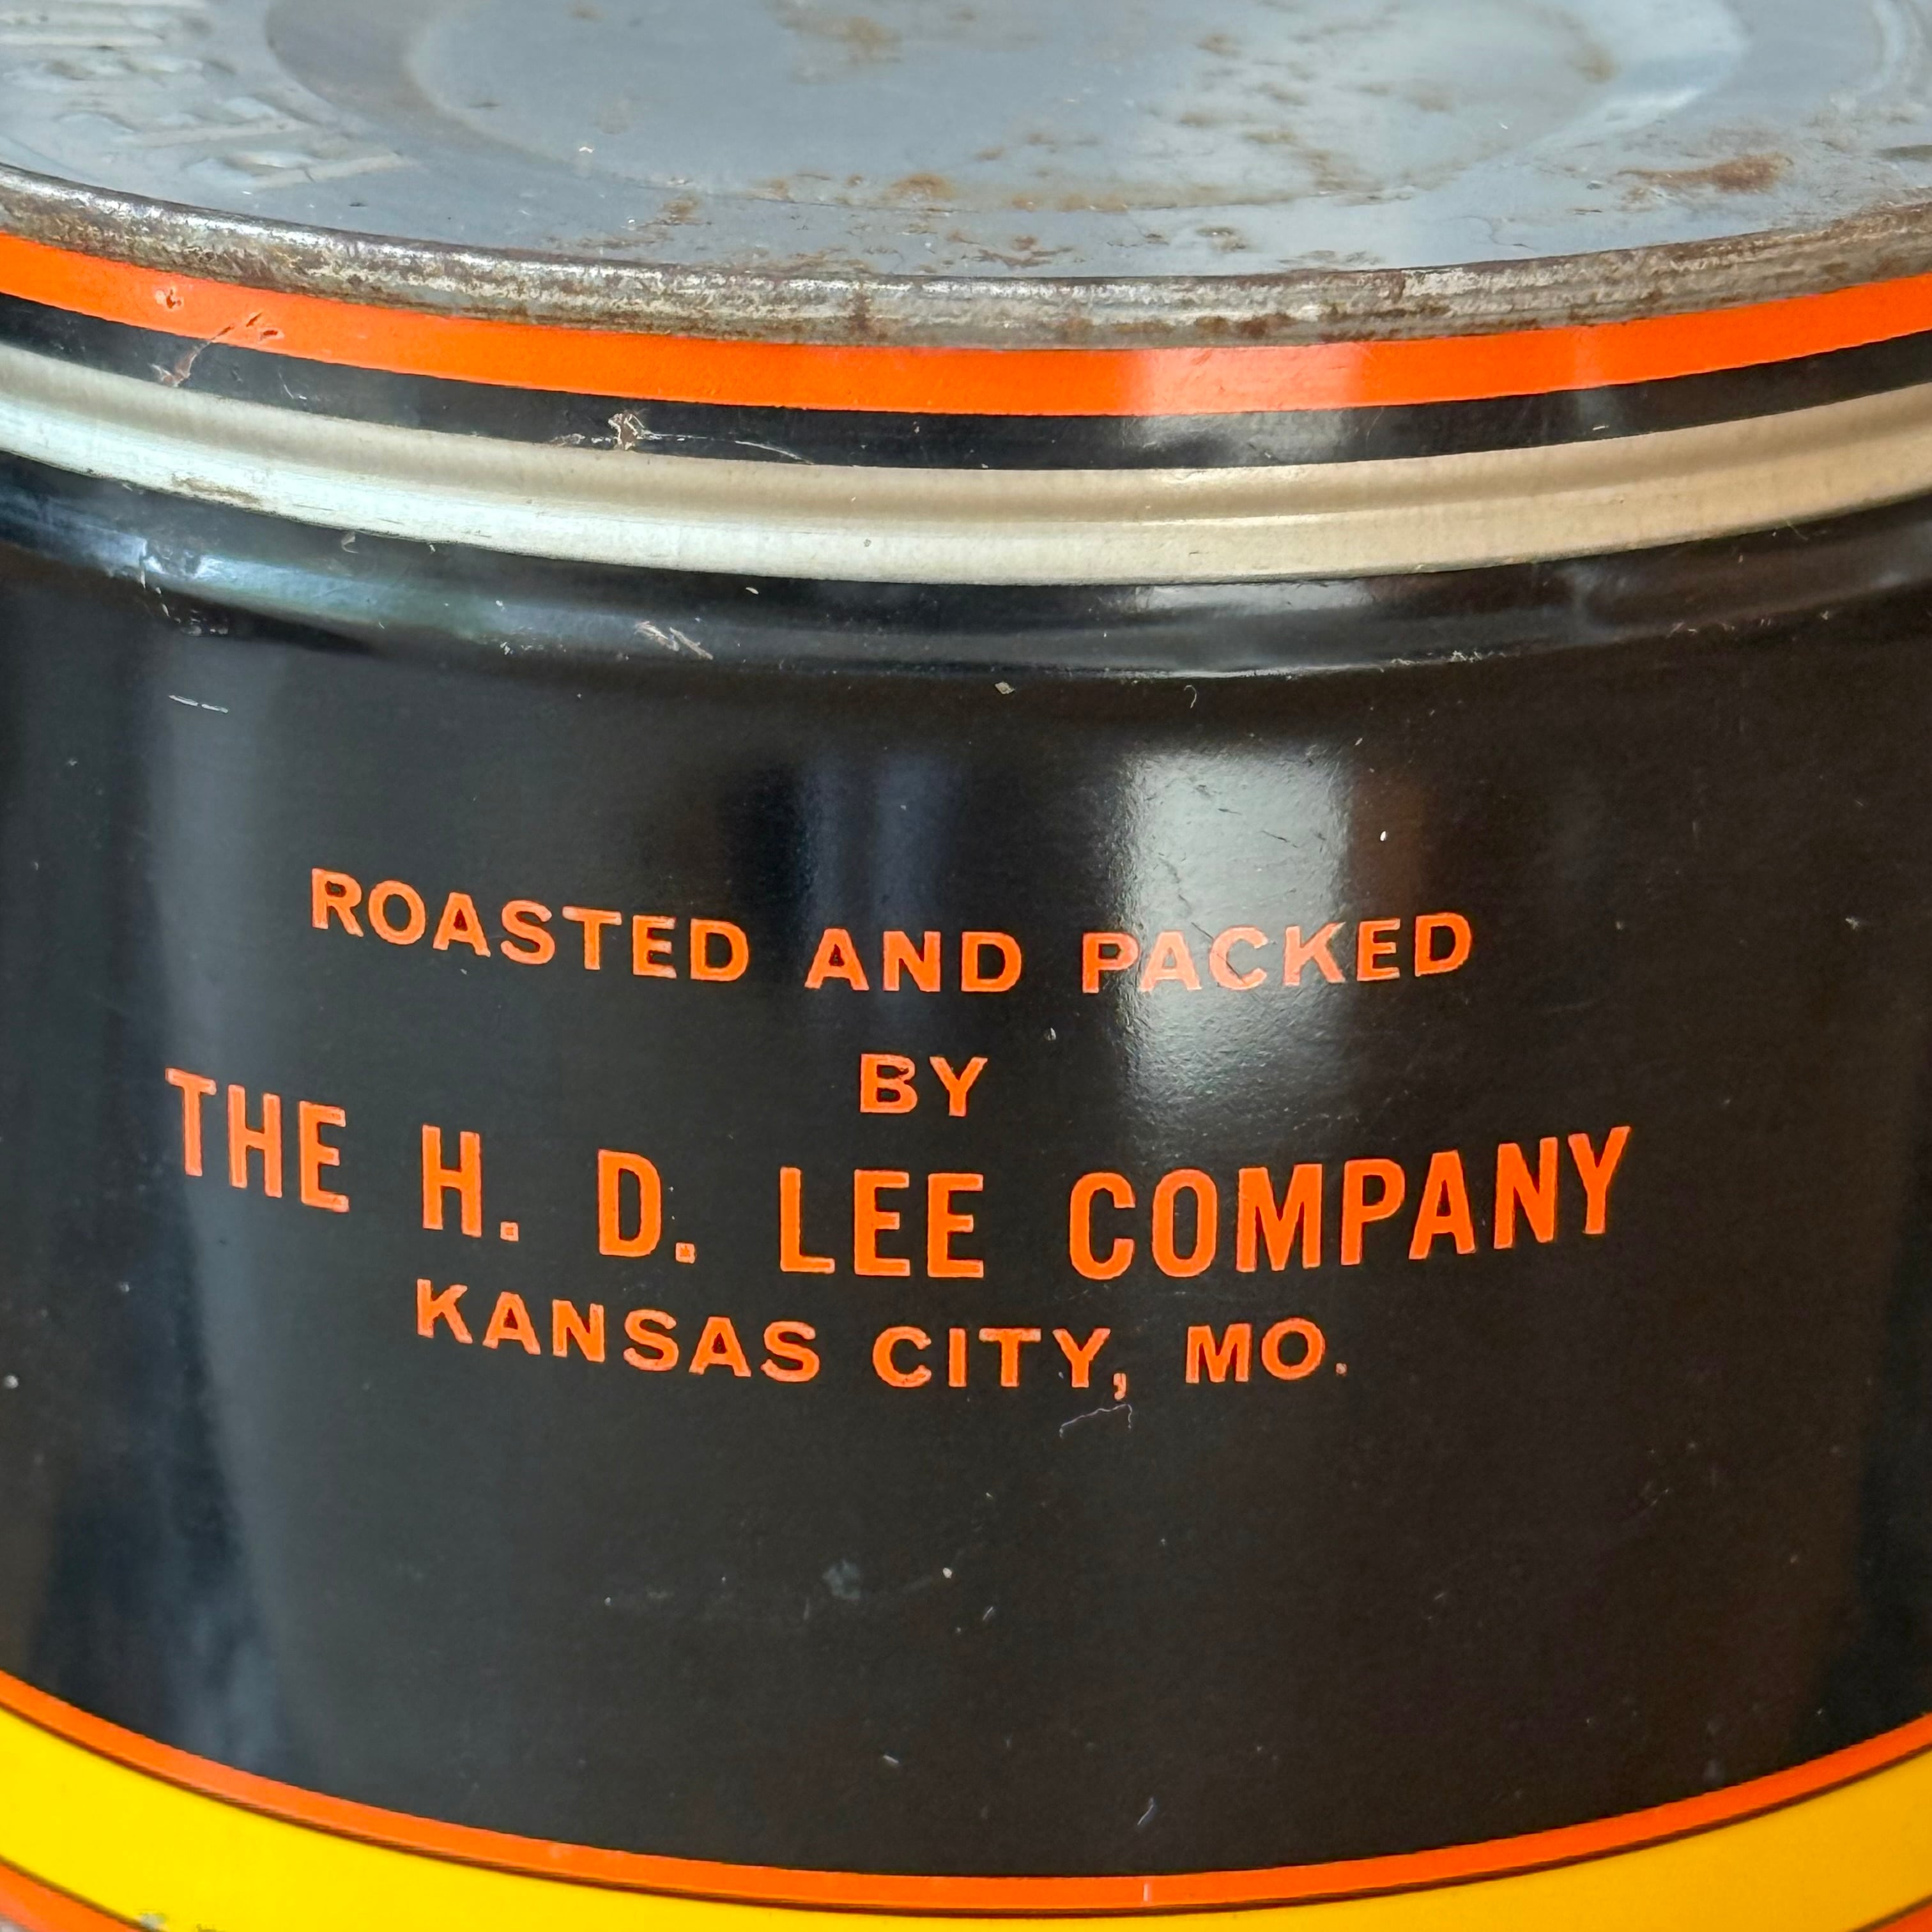 ROASTED AND PACKED
BY
THE H. D. LEE COMPANY
KANSAS CITY, MO.